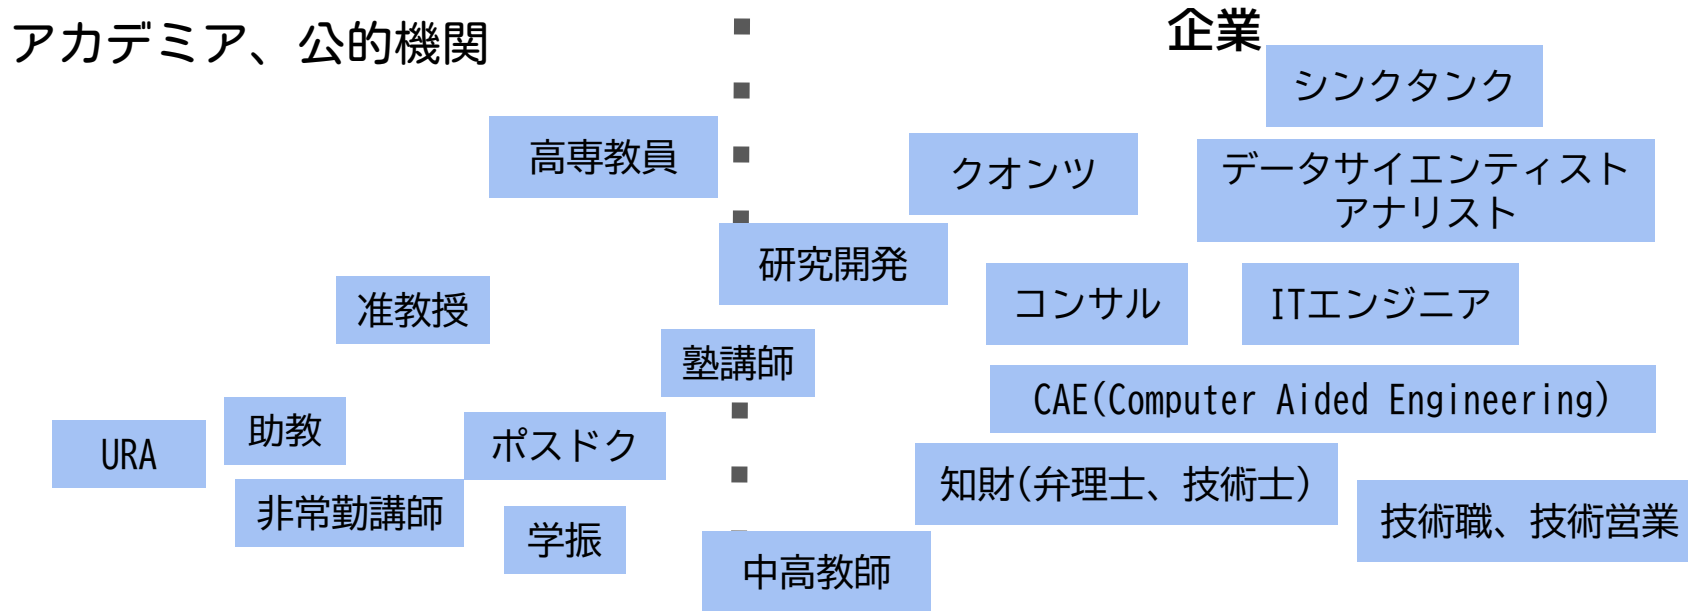 アカデミア、公的機関
企業
シンクタンク
高専教員
クオンツ
データサイエンティスト
アナリスト
研究開発
准教授
コンサル
ITエンジニア
塾講師
CAE(Computer Aided Engineering)
助教
ポスドク
URA
知財(弁理士、技術士)
非常勤講師
学振
技術職、技術営業
中高教師